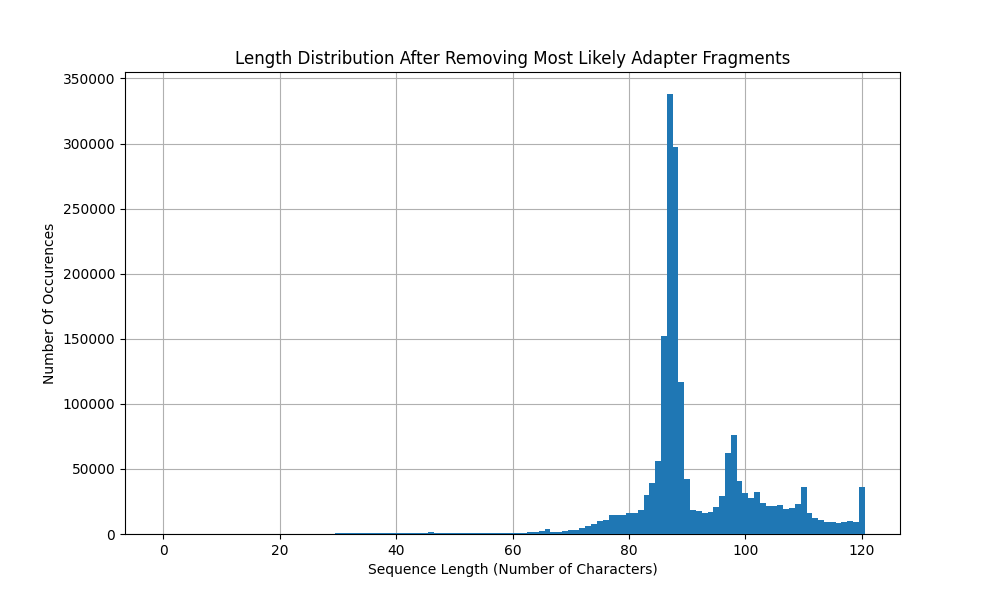 Length Distribution After Removing Most Likely Adapter Fragments
350000
300000
250000
200000
150000
100000
50000
0
Number Of Occurences
0 20 40 60 80 100 120
Sequence Length (Number of Characters)